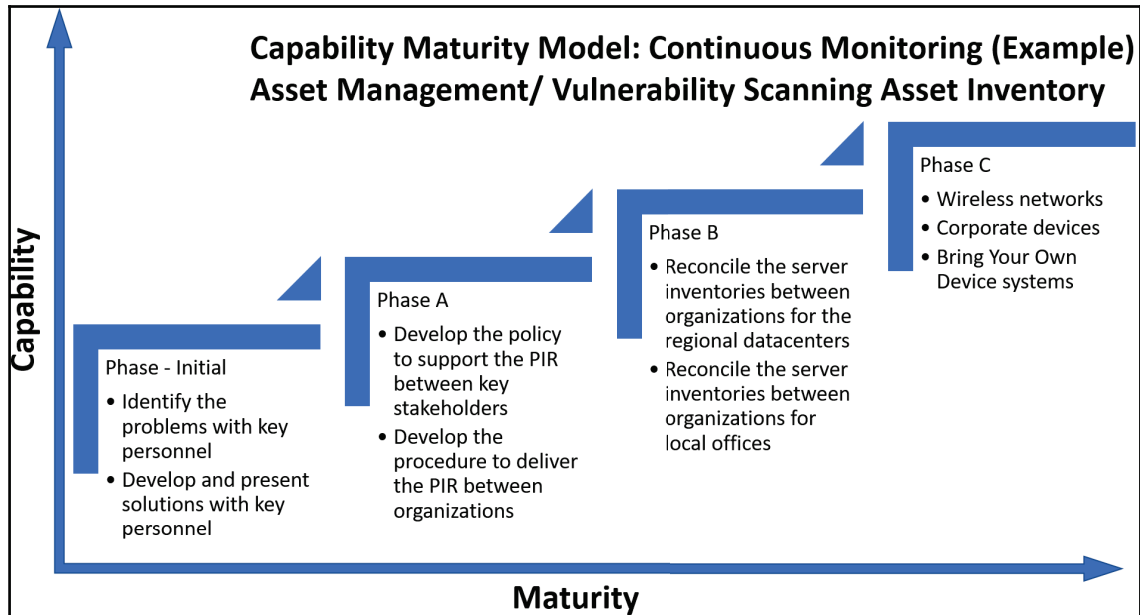 Capability Maturity Model: Continuous Monitoring (Example)
Asset Management/ Vulnerability Scanning Asset Inventory
Capability
Phase - Initial
• Identify the
problems with key
personnel
• Develop and present
solutions with key
personnel
Phase A
• Develop the policy
to support the PIR
between key
stakeholders
• Develop the
procedure to deliver
the PIR between
organizations
Phase B
• Reconcile the server
inventories between
organizations for the
regional datacenters
• Reconcile the server
inventories between
organizations for
local offices
Phase C
• Wireless networks
• Corporate devices
• Bring Your Own
Device systems
Maturity